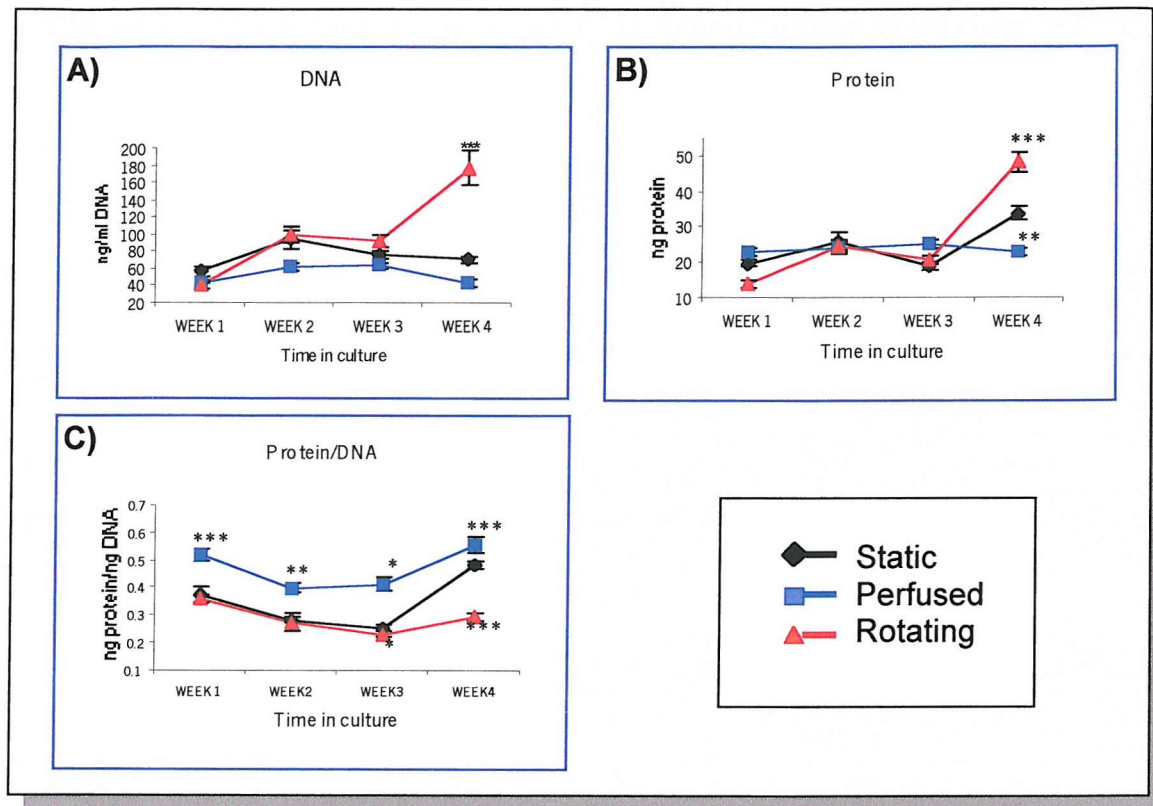 A)
DNA
200
180
160
140
120
100
80
60
40
20
ng/ml DNA
***
WEEK 1 WEEK 2 WEEK 3 WEEK 4
Time in culture
B)
Protein
50
40
30
20
10
ng protein
***
**
WEEK 1 WEEK 2 WEEK 3 WEEK 4
Time in culture
C)
Protein/DNA
0.7
0.6
0.5
0.4
0.3
0.2
0.1
ng protein/ng DNA
***
**
*
***
*
***
WEEK1 WEEK2 WEEK3 WEEK4
Time in culture
Static
Perfused
Rotating